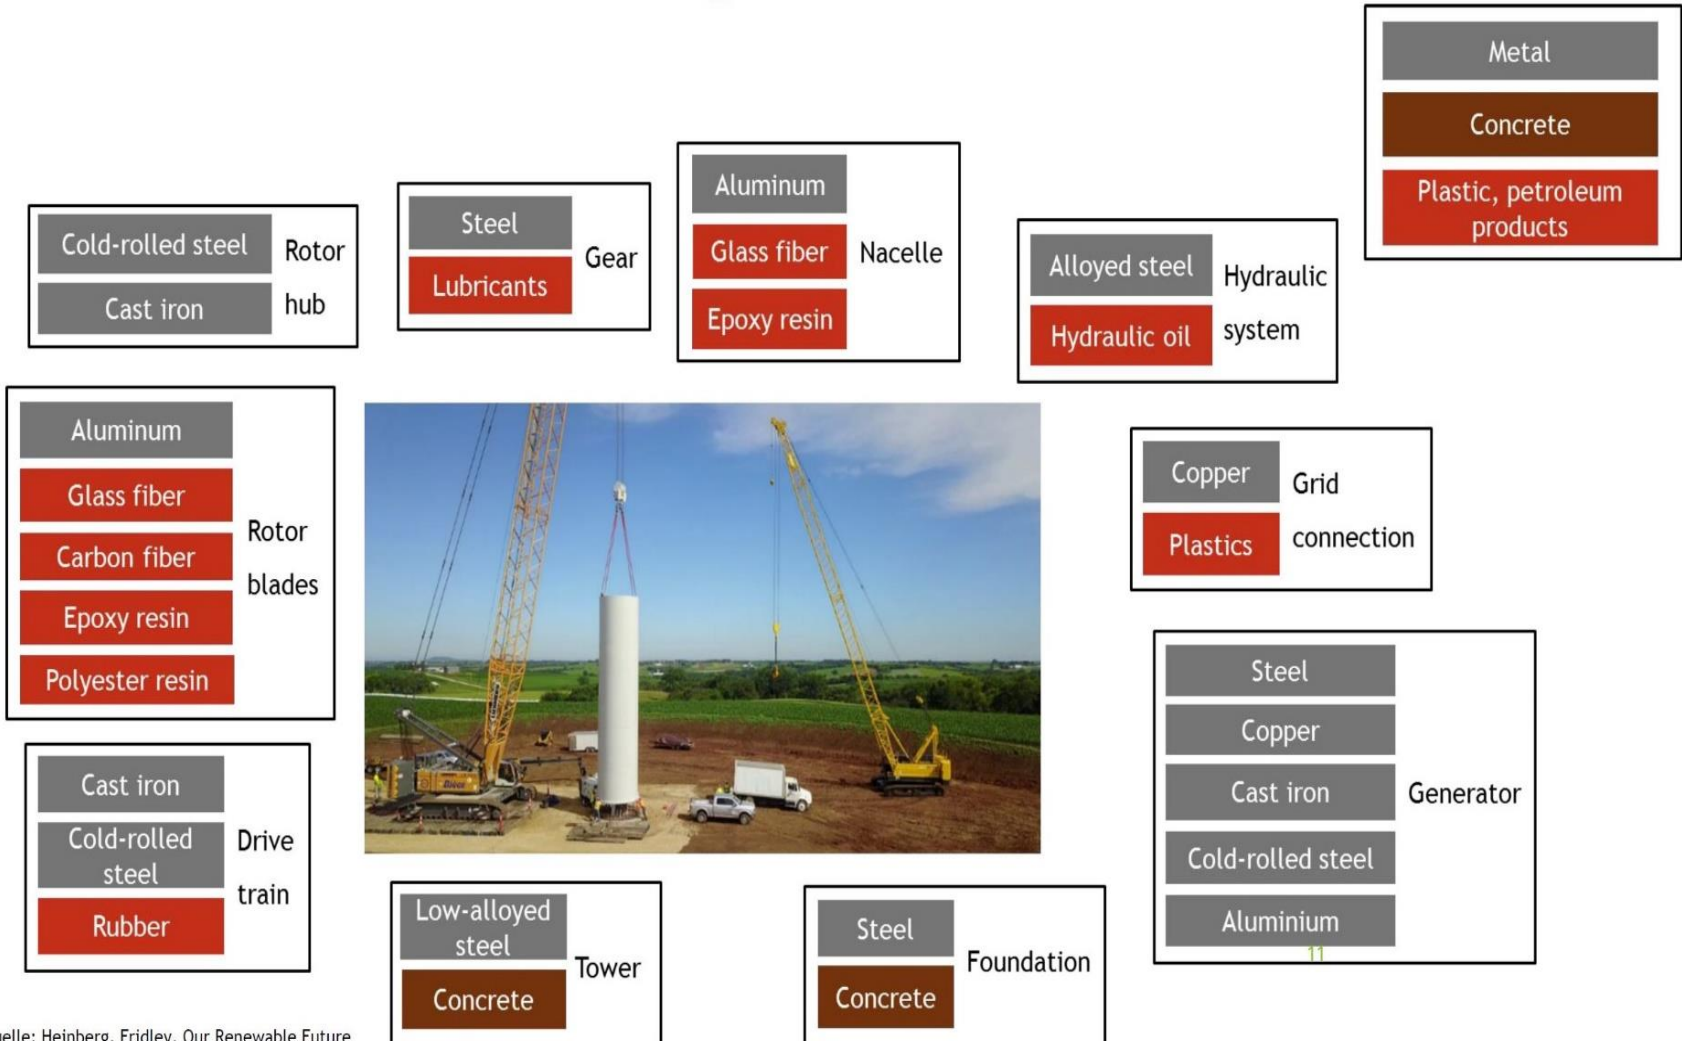 Metal
Concrete
Plastic, petroleum
products
Cold-rolled steel
Cast iron
Rotor
hub
Steel
Lubricants
Gear
Aluminum
Glass fiber
Epoxy resin
Nacelle
Alloyed steel
Hydraulic oil
Hydraulic
system
Aluminum
Glass fiber
Carbon fiber
Epoxy resin
Polyester resin
Rotor
blades
Copper
Plastics
Grid
connection
Cast iron
Cold-rolled
steel
Rubber
Drive
train
Steel
Copper
Cast iron
Cold-rolled steel
Aluminium
Generator
11
Low-alloyed
steel
Concrete
Tower
Steel
Concrete
Foundation
elle: Heinberg, Fridley, Our Renewable Future